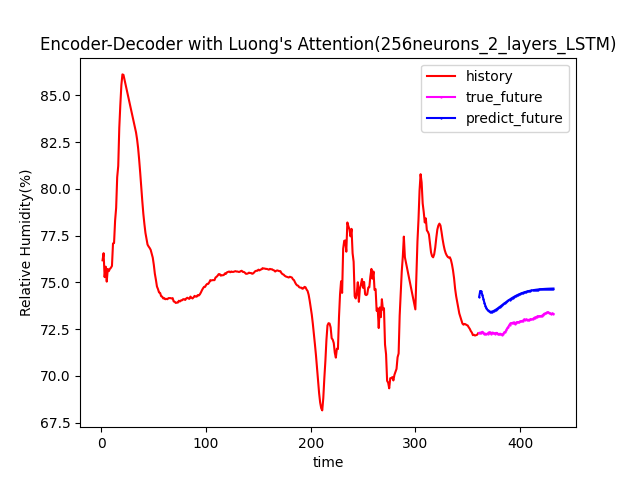 Encoder-Decoder with Luong's Attention(256neurons_2_layers_LSTM)
history
true_future
predict_future
Relative Humidity(%)
85.0
82.5
80.0
77.5
75.0
72.5
70.0
67.5
0 100 200 300 400
time